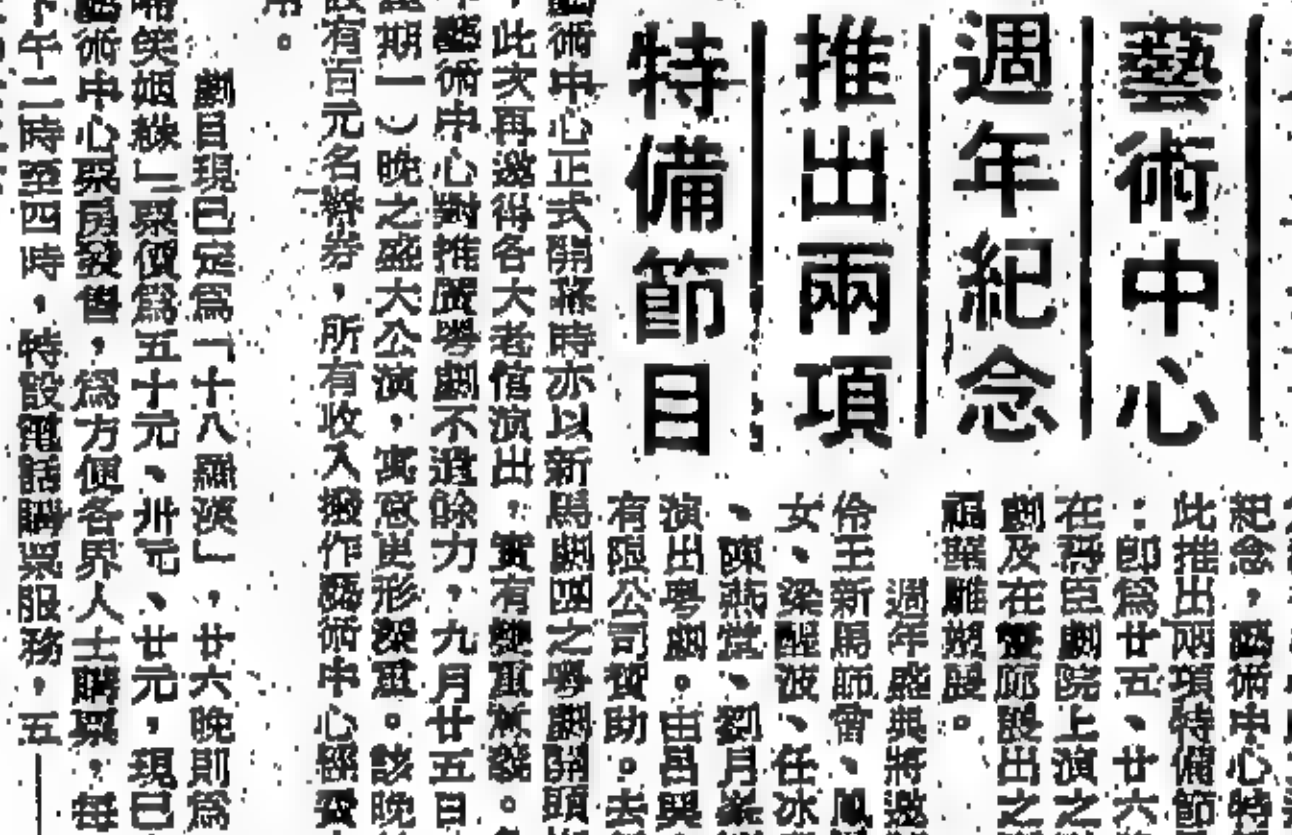 藝術中心
週年紀念
推出兩項
特備節目
紀念，藝術中心特
此推出兩項特備節
：即為廿五、廿六
在壽臣劇院上演之
劇及在畫廊設出之
週年盛典將邀
伶王新馬師曾、鳳
女、梁醒波、任冰
、陳燕棠、劉月峯
演出粵劇。由昌興
有限公司贊助。去
藝術中心正式開幕時亦以新馬劇團之粵劇開頭
，此次再邀得各大老倌演出，實有雙重意義。
藝術中心對推廣粵劇不遺餘力，九月廿五日
星期一）晚之盛大公演，寓意更形深重。該晚
設有百元名譽券，所有收入撥作藝術中心經費
用。
劇目現已定為「十八羅漢」，廿六晚則為
啼笑姻緣」票價為五十元、卅元、廿元，現已
藝術中心票房發售，為方便各界人士購票，每
下午二時至四時，特設電話購票服務，五